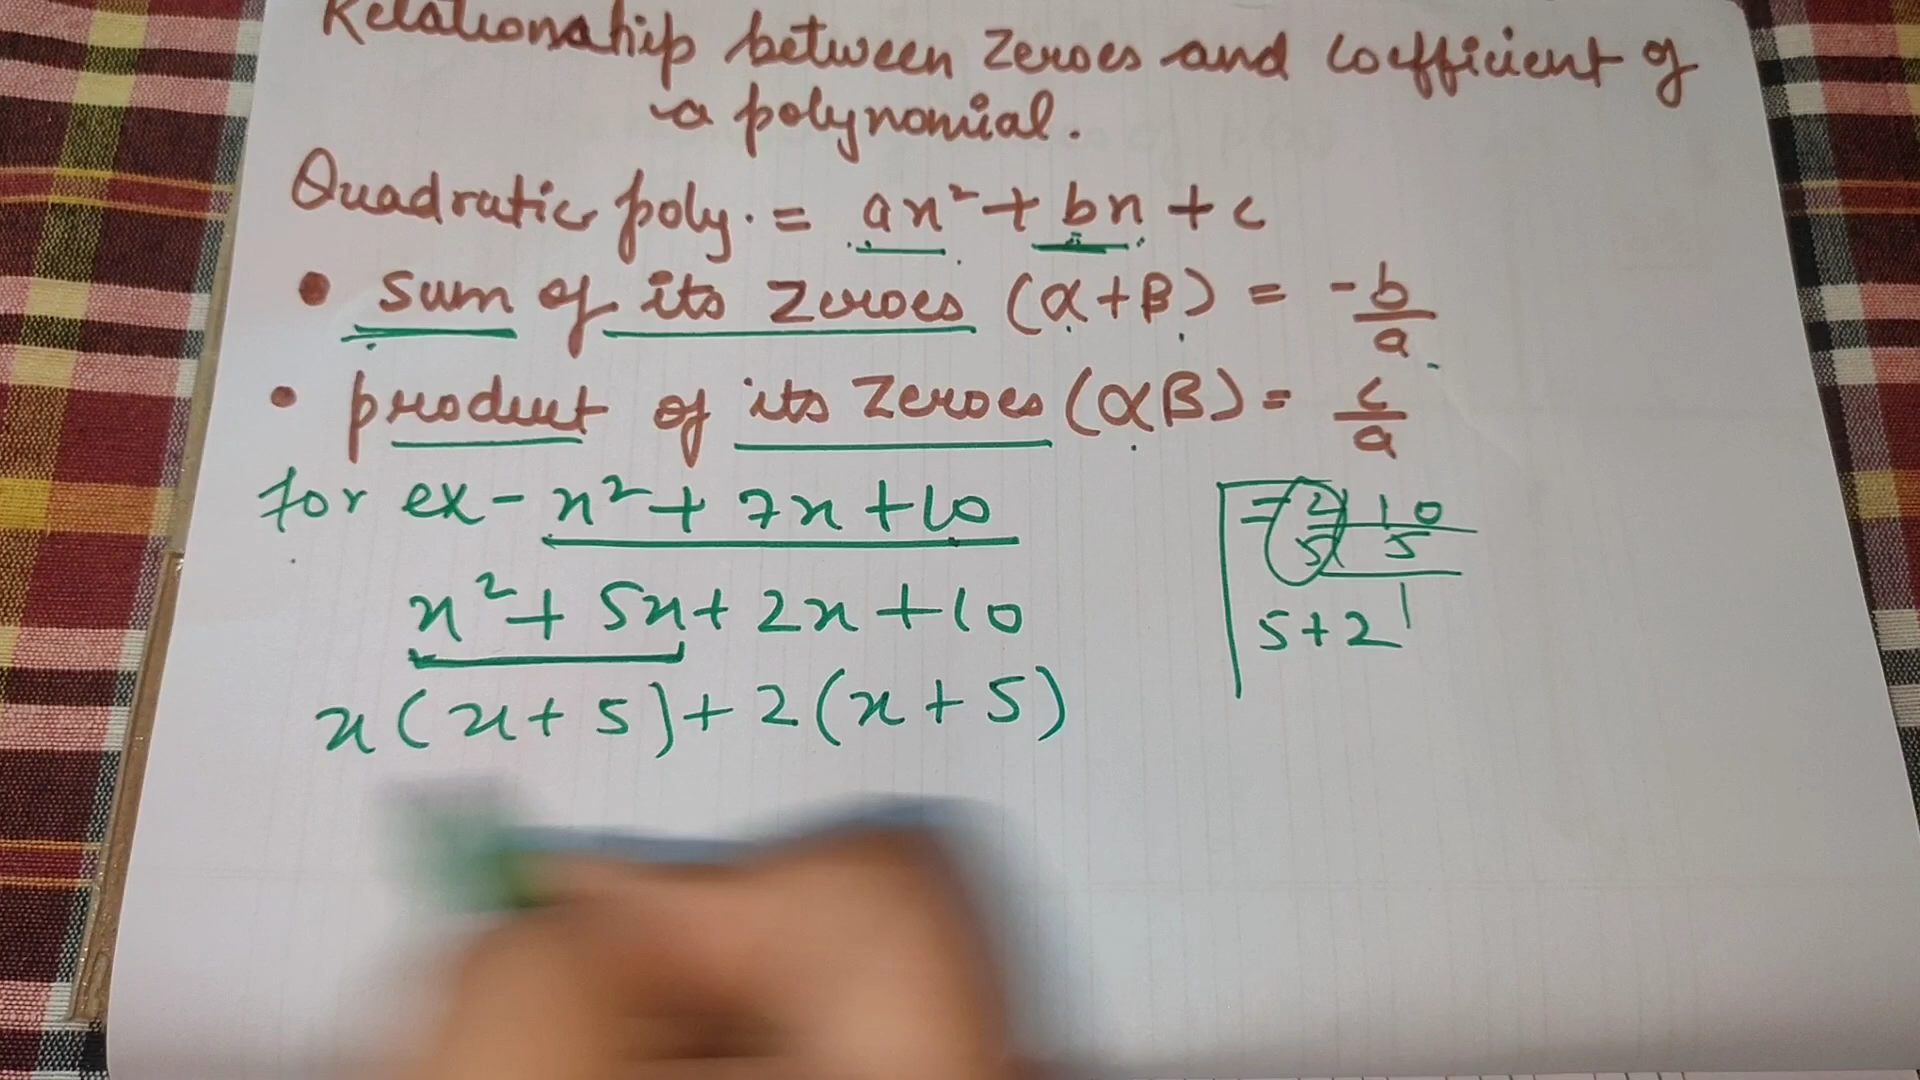 Relationship between zeroes and coefficient of
a polynomial.
Quadratic poly. = ax² + bx + c
• sum of its zeroes (α+β) = -b/a
• product of its zeroes (αβ) = c/a
for ex - x² + 7x + 10
x² + 5x + 2x + 10
x(x+5)+2(x+5)
= 2 | 10
5 | 5
1
5+2